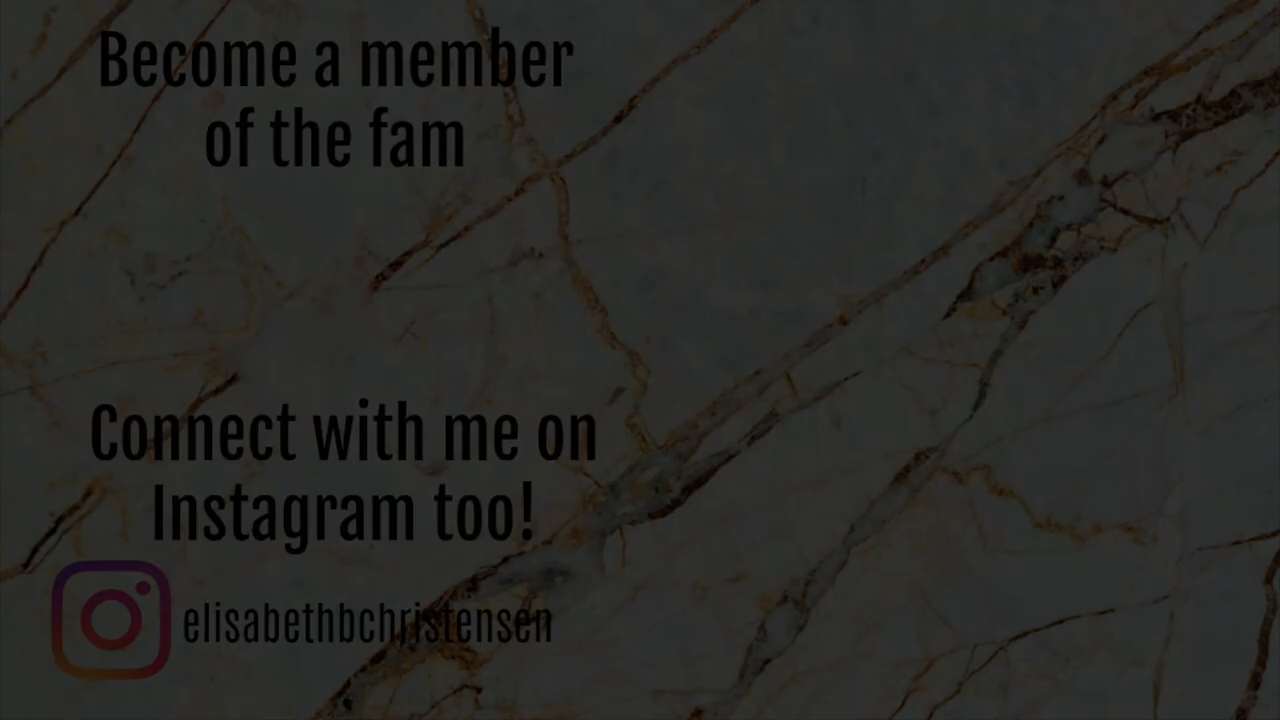 Become a member
of the fam
Connect with me on
Instagram too!
elisabethbchristensen